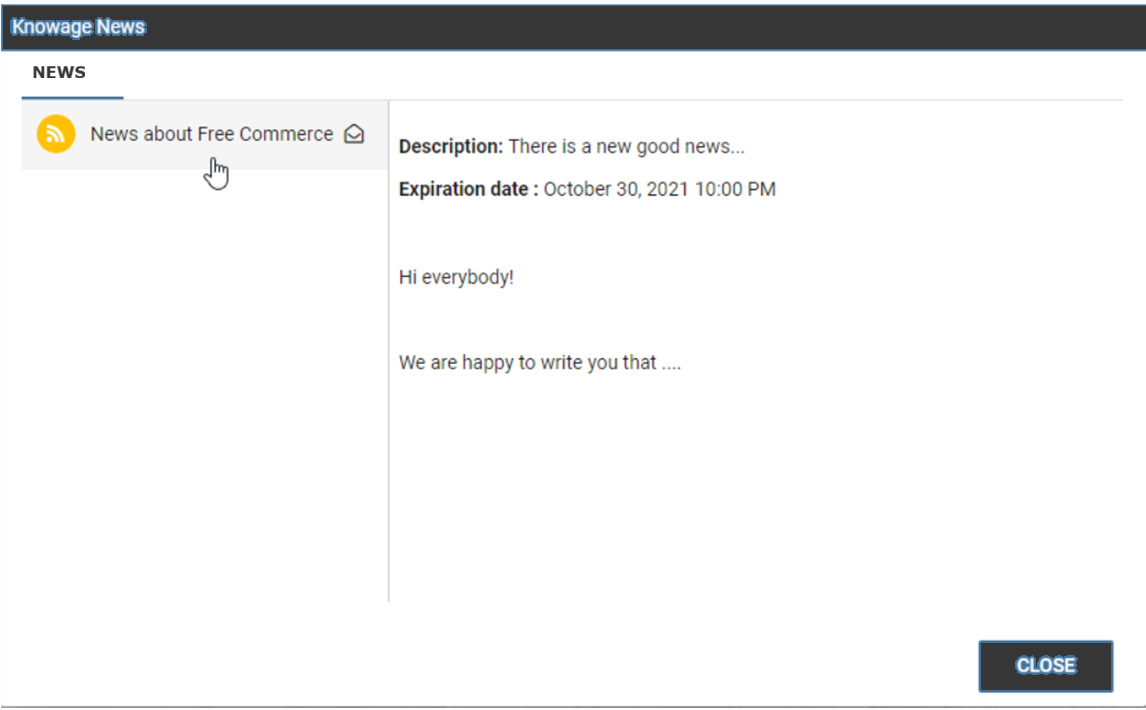 Knowage News
NEWS
News about Free Commerce
Description: There is a new good news...
Expiration date : October 30, 2021 10:00 PM
Hi everybody!
We are happy to write you that ....
CLOSE